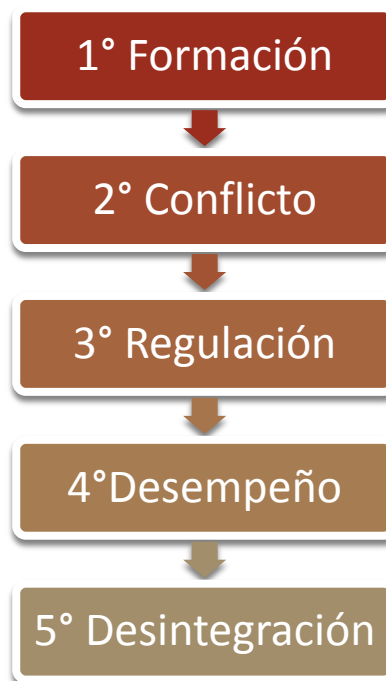 1° Formación
2° Conflicto
3° Regulación
4°Desempeño
5° Desintegración